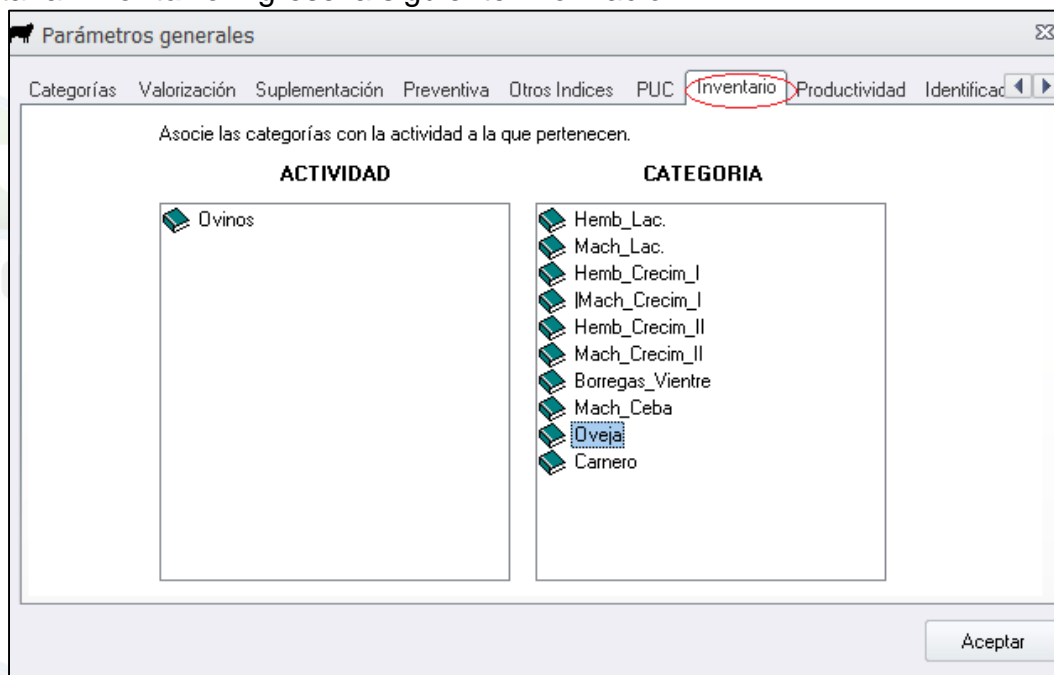 Parámetros generales
Categorías Valorización Suplementación Preventiva Otros Indices PUC Inventario Productividad Identificac
Asocie las categorías con la actividad a la que pertenecen.
ACTIVIDAD CATEGORIA
Ovinos
Hemb_Lac.
Mach_Lac.
Hemb_Crecim_I
|Mach_Crecim_I
Hemb_Crecim_II
Mach_Crecim_II
Borregas_Vientre
Mach_Ceba
Oveja
Carnero
Aceptar